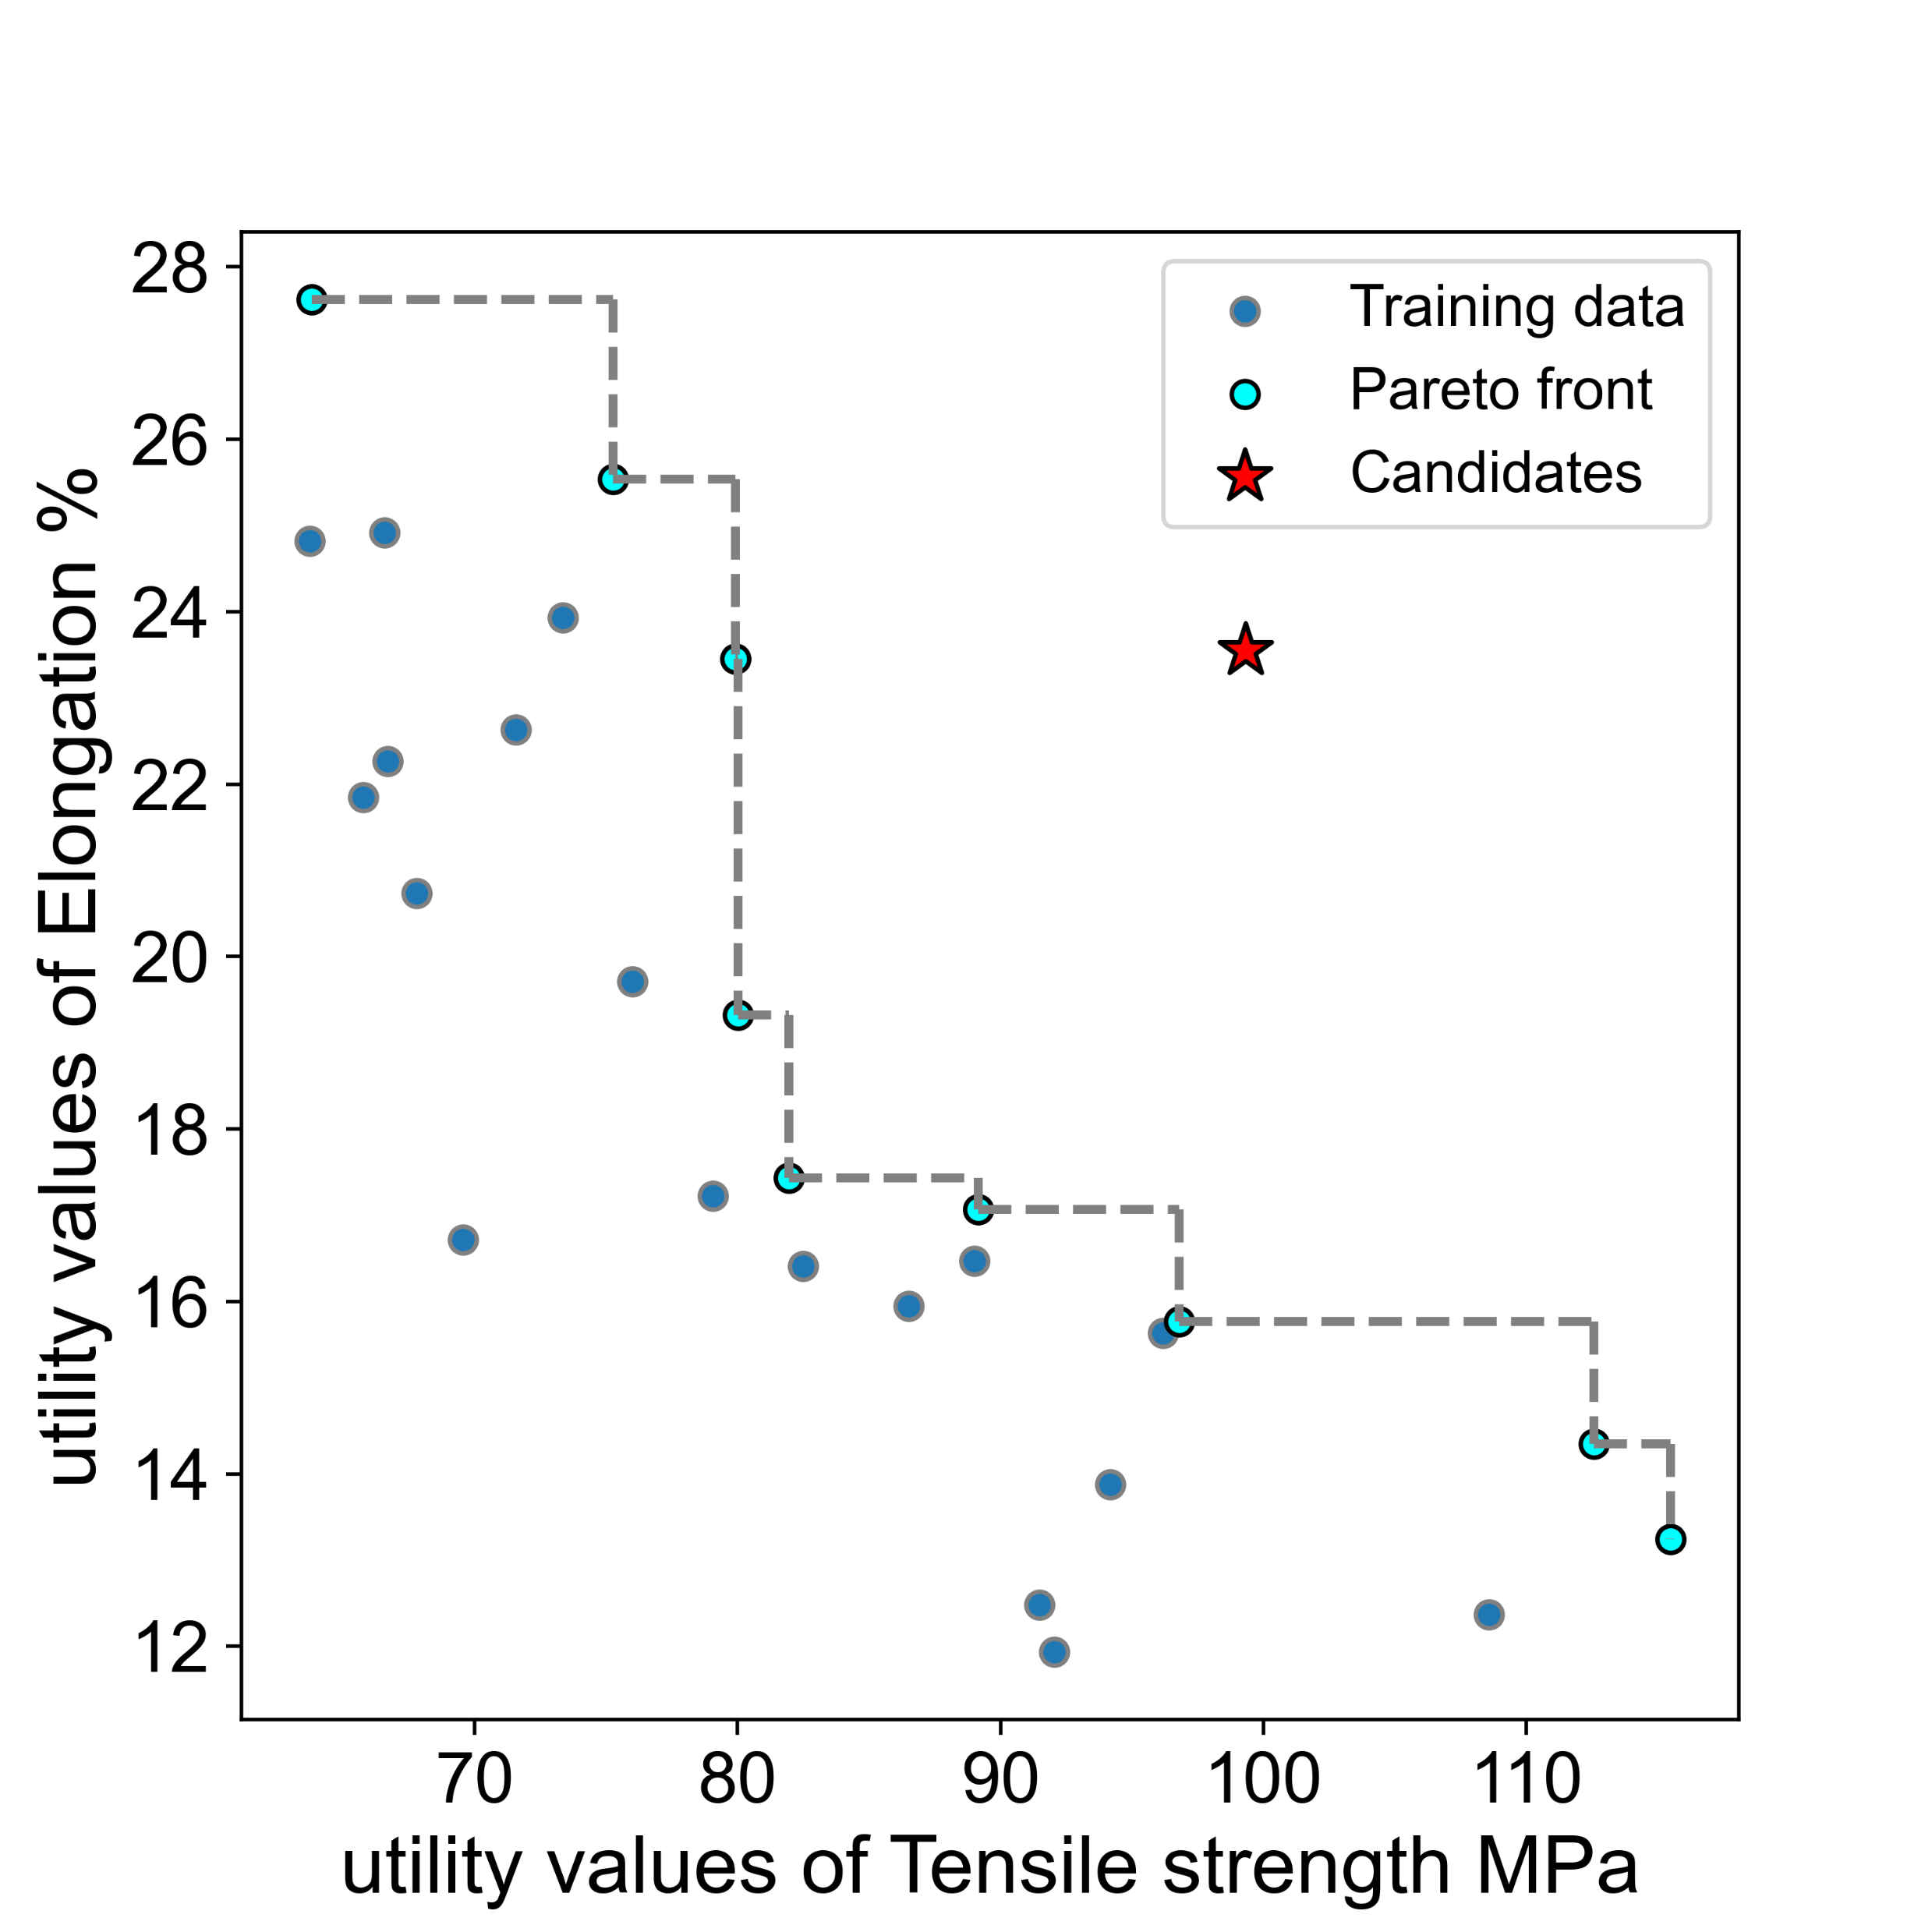 Training data
Pareto front
Candidates
28
26
24
22
20
18
16
14
12
utility values of Elongation %
70 80 90 100 110
utility values of Tensile strength MPa